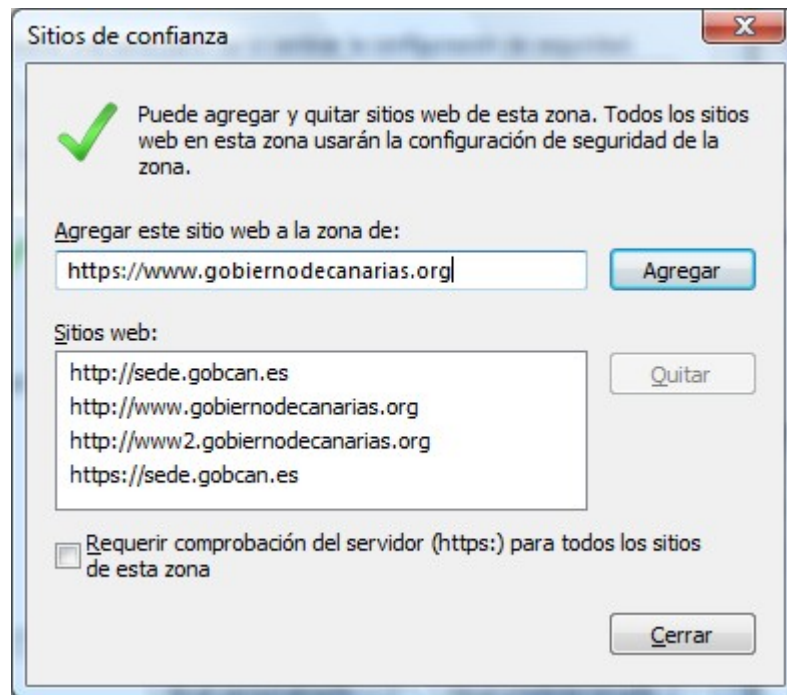 Sitios de confianza
X
Puede agregar y quitar sitios web de esta zona. Todos los sitios
web en esta zona usarán la configuración de seguridad de la
zona.
Agregar este sitio web a la zona de:
https://www.gobiernodecanarias.org
Agregar
Sitios web:
http://sede.gobcan.es
Quitar
http://www.gobiernodecanarias.org
http://www2.gobiernodecanarias.org
https://sede.gobcan.es
Requerir comprobación del servidor (https:) para todos los sitios
de esta zona
Cerrar